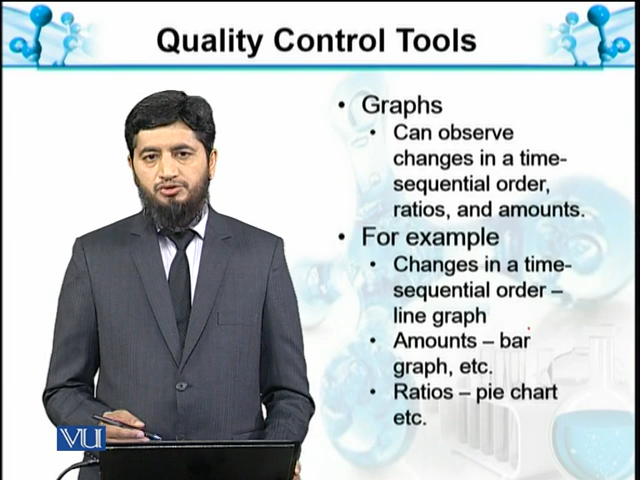 Quality Control Tools
• Graphs
• Can observe
changes in a time-
sequential order,
ratios, and amounts.
• For example
• Changes in a time-
sequential order –
line graph
• Amounts – bar
graph, etc.
• Ratios – pie chart
etc.
VU